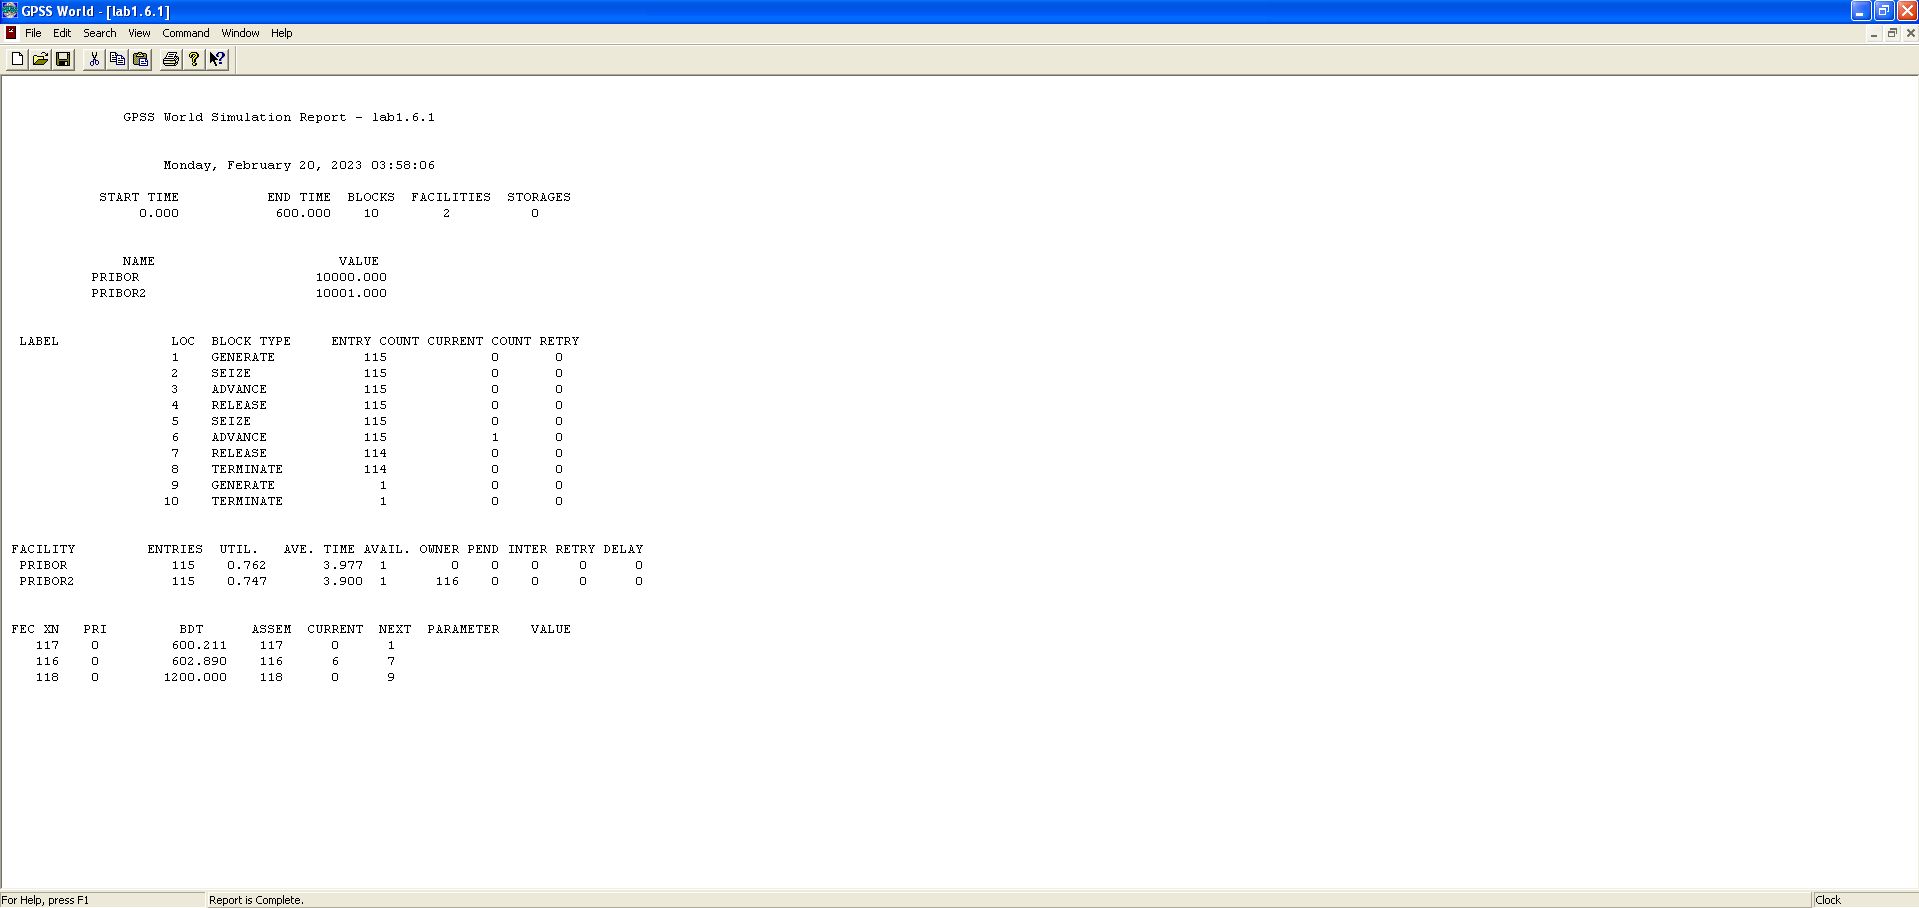 GPSS World - [lab1.6.1]
File Edit Search View Command Window Help
GPSS World Simulation Report - lab1.6.1
Monday, February 20, 2023 03:58:06
START TIME END TIME BLOCKS FACILITIES STORAGES
0.000 600.000 10 2 0
NAME VALUE
PRIBOR 10000.000
PRIBOR2 10001.000
LABEL LOC BLOCK TYPE ENTRY COUNT CURRENT COUNT RETRY
1 GENERATE 115 0 0
2 SEIZE 115 0 0
3 ADVANCE 115 0 0
4 RELEASE 115 0 0
5 SEIZE 115 0 0
6 ADVANCE 115 1 0
7 RELEASE 114 0 0
8 TERMINATE 114 0 0
9 GENERATE 1 0 0
10 TERMINATE 1 0 0
FACILITY ENTRIES UTIL. AVE. TIME AVAIL. OWNER PEND INTER RETRY DELAY
PRIBOR 115 0.762 3.977 1 0 0 0 0 0
PRIBOR2 115 0.747 3.900 1 116 0 0 0 0
FEC XN PRI BDT ASSEM CURRENT NEXT PARAMETER VALUE
117 0 600.211 117 0 1
116 0 602.890 116 6 7
118 0 1200.000 118 0 9
For Help, press F1 Report is Complete. Clock